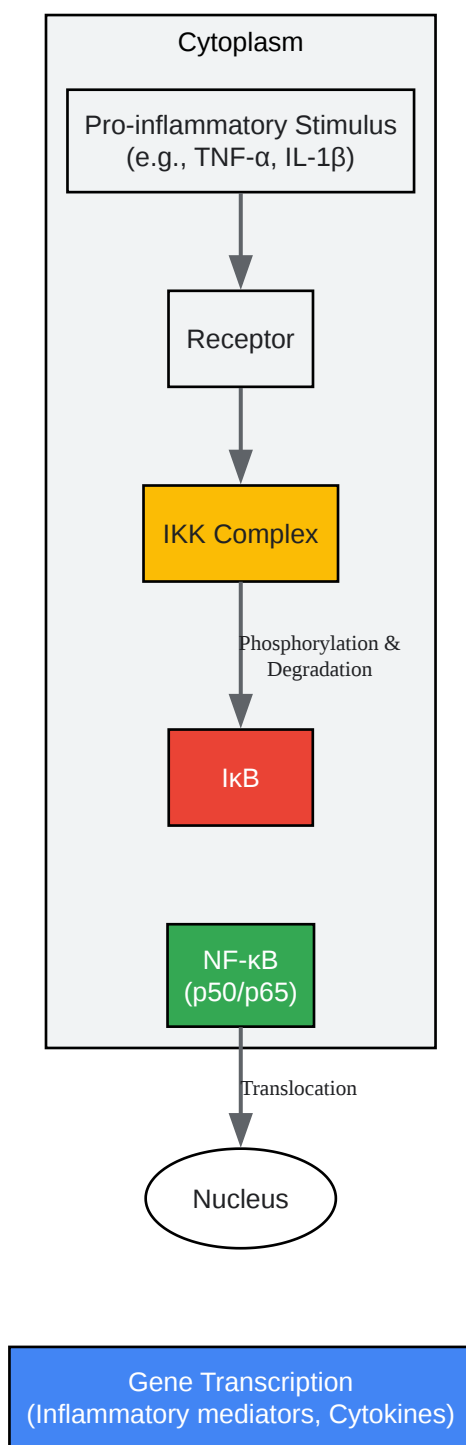 Cytoplasm
Pro-inflammatory Stimulus
(e.g., TNF-α, IL-1β)
Receptor
IKK Complex
Phosphorylation &
Degradation
IκB
NF-κB
(p50/p65)
Translocation
Nucleus
Gene Transcription
(Inflammatory mediators, Cytokines)